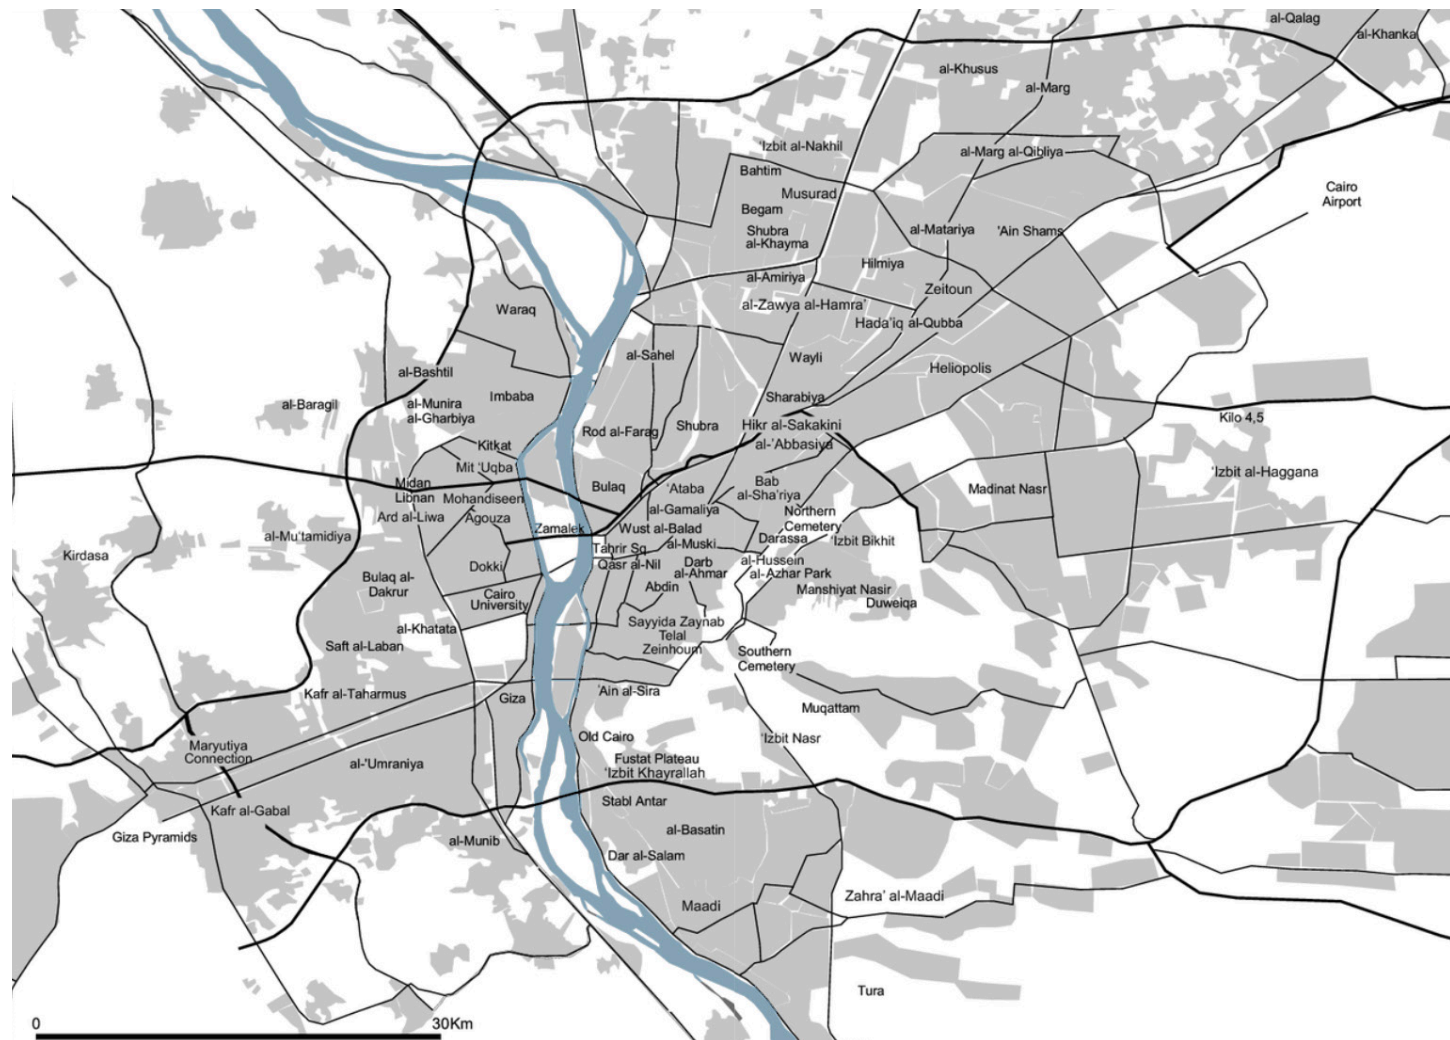 al-Qalag
al-Khanka
al-Khusus
al-Marg
'Izbit al-Nakhil
al-Marg al-Qibliya
Bahtim
Musurad
Cairo
Airport
Begam
Shubra
al-Khayma
al-Matariya
'Ain Shams
Hilmiya
al-Amiriya
Zeitoun
al-Zawya al-Hamra'
Waraq
Hada'iq al-Qubba
al-Sahel
Wayli
Heliopolis
al-Bashtil
Imbaba
Sharabiya
al-Baragil
al-Munira
al-Gharbiya
Kilo 4,5
Rod al-Farag
Shubra
Hikr al-Sakakini
al-'Abbasiya
Kitkat
Mit 'Uqba
'Izbit al-Haggana
Midan
Libnan
Mohandiseen
Bulaq
'Ataba
Bab
al-Sha'riya
Madinat Nasr
Ard al-Liwa
Agouza
al-Gamaliya
Northern
Cemetery
Zamalek
Wust al-Balad
al-Mu'tamidiya
Darassa
'Izbit Bikhit
al-Muski
Tahrir Sq
Kirdasa
Qasr al-Nil
Darb
al-Ahmar
al-Hussein
al-Azhar Park
Dokki
Bulaq al-
Dakrur
Abdin
Manshiyat Nasir
Duweiqa
Cairo
University
al-Khatata
Sayyida Zaynab
Telal
Zeinhoum
Saft al-Laban
Southern
Cemetery
Kafr al-Taharmus
Giza
'Ain al-Sira
Muqattam
Old Cairo
'Izbit Nasr
Maryutiya
Connection
al-'Umraniya
Fustat Plateau
'Izbit Khayrallah
Stabl Antar
Kafr al-Gabal
Giza Pyramids
al-Munib
al-Basatin
Dar al-Salam
Maadi
Zahra' al-Maadi
Tura
0
30Km